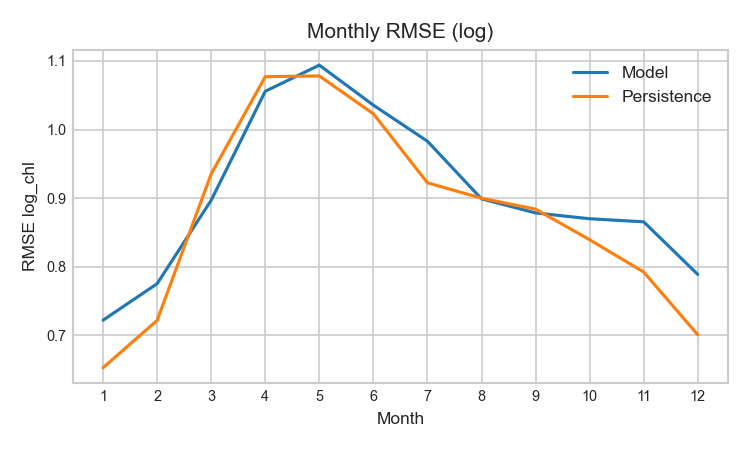 Monthly RMSE (log)
Model
Persistence
1.1
1.0
0.9
0.8
0.7
RMSE log_chl
1 2 3 4 5 6 7 8 9 10 11 12
Month